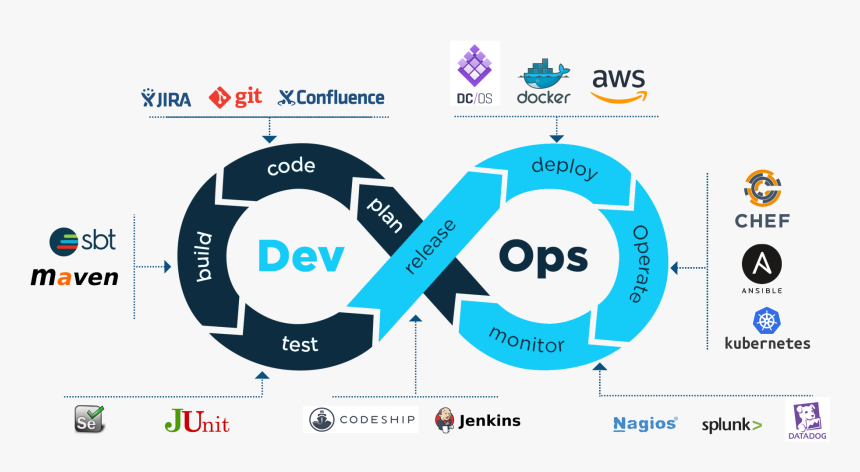 JIRA
git
Confluence
DC/OS
docker
aws
code
plan
build
test
Dev
release
Ops
deploy
Operate
monitor
sbt
maven
CHEF
ANSIBLE
kubernetes
Se
JUnit
CODESHIP
Jenkins
Nagios®
splunk>
DATADOG